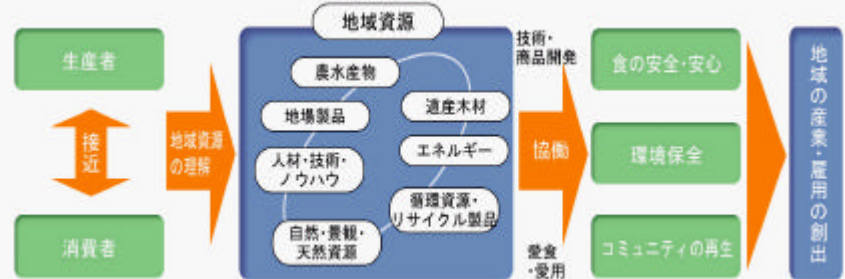 生産者
接近
消費者
地域資源
の理解
地域資源
農水産物
地場製品
人材・技術・
ノウハウ
自然・景観・
天然資源
道産木材
エネルギー
循環資源・
リサイクル製品
技術・
商品開発
協働
愛食
・愛用
食の安全・安心
環境保全
コミュニティの再生
地域の産業・雇用の創出